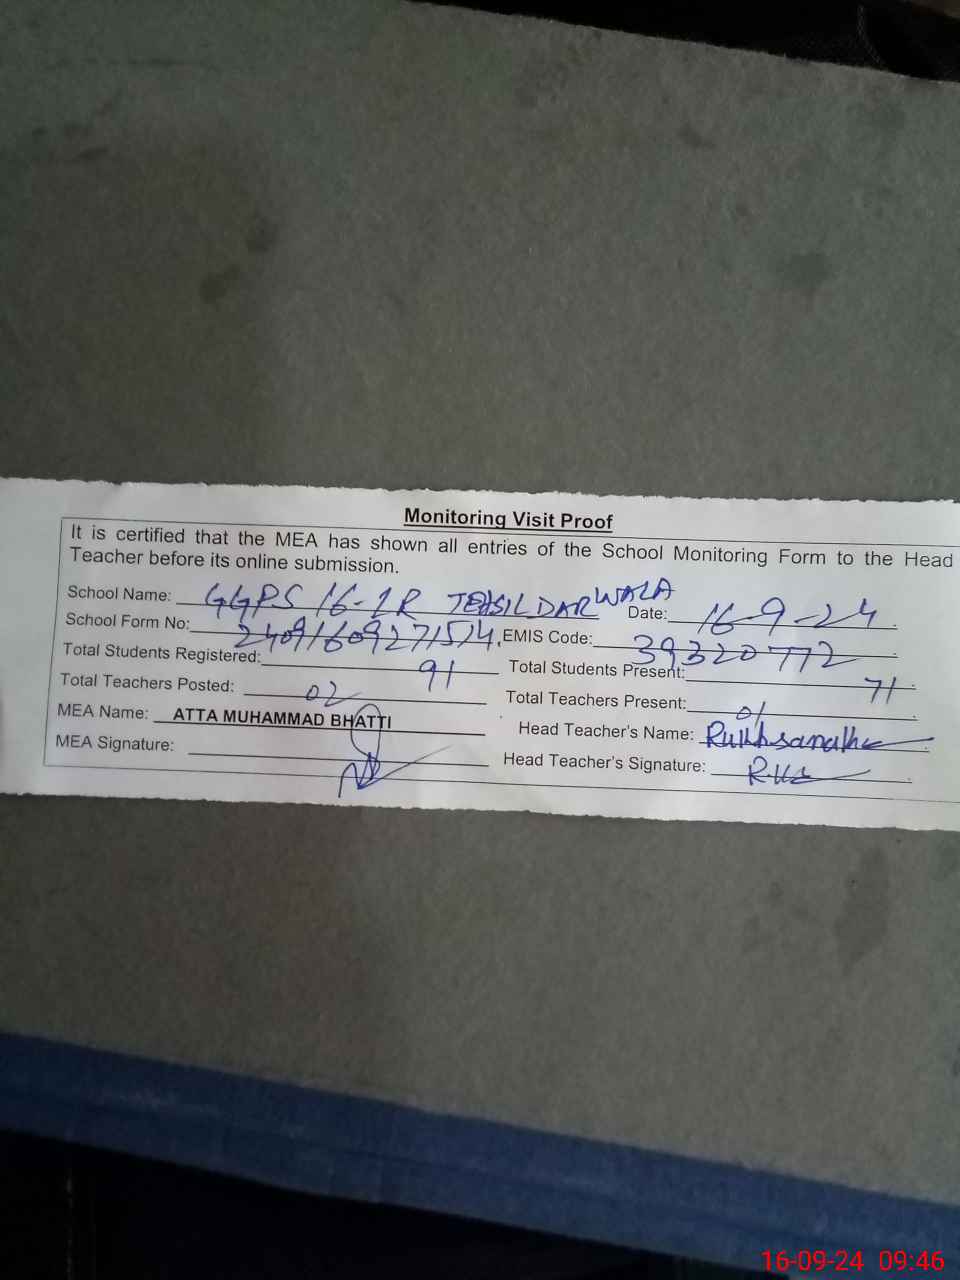 Monitoring Visit Proof
It is certified that the MEA has shown all entries of the School Monitoring Form to the Head
Teacher before its online submission.
School Name: GGPS 16-1R TEHSILDARWALA Date: 16-9-24
School Form No: 24091609271514, EMIS Code: 39320772
Total Students Registered: 91 Total Students Present: 71
Total Teachers Posted: 02 Total Teachers Present: 01
MEA Name: ATTA MUHAMMAD BHATTI Head Teacher's Name:
MEA Signature: Head Teacher's Signature:
16-09-24 09:46